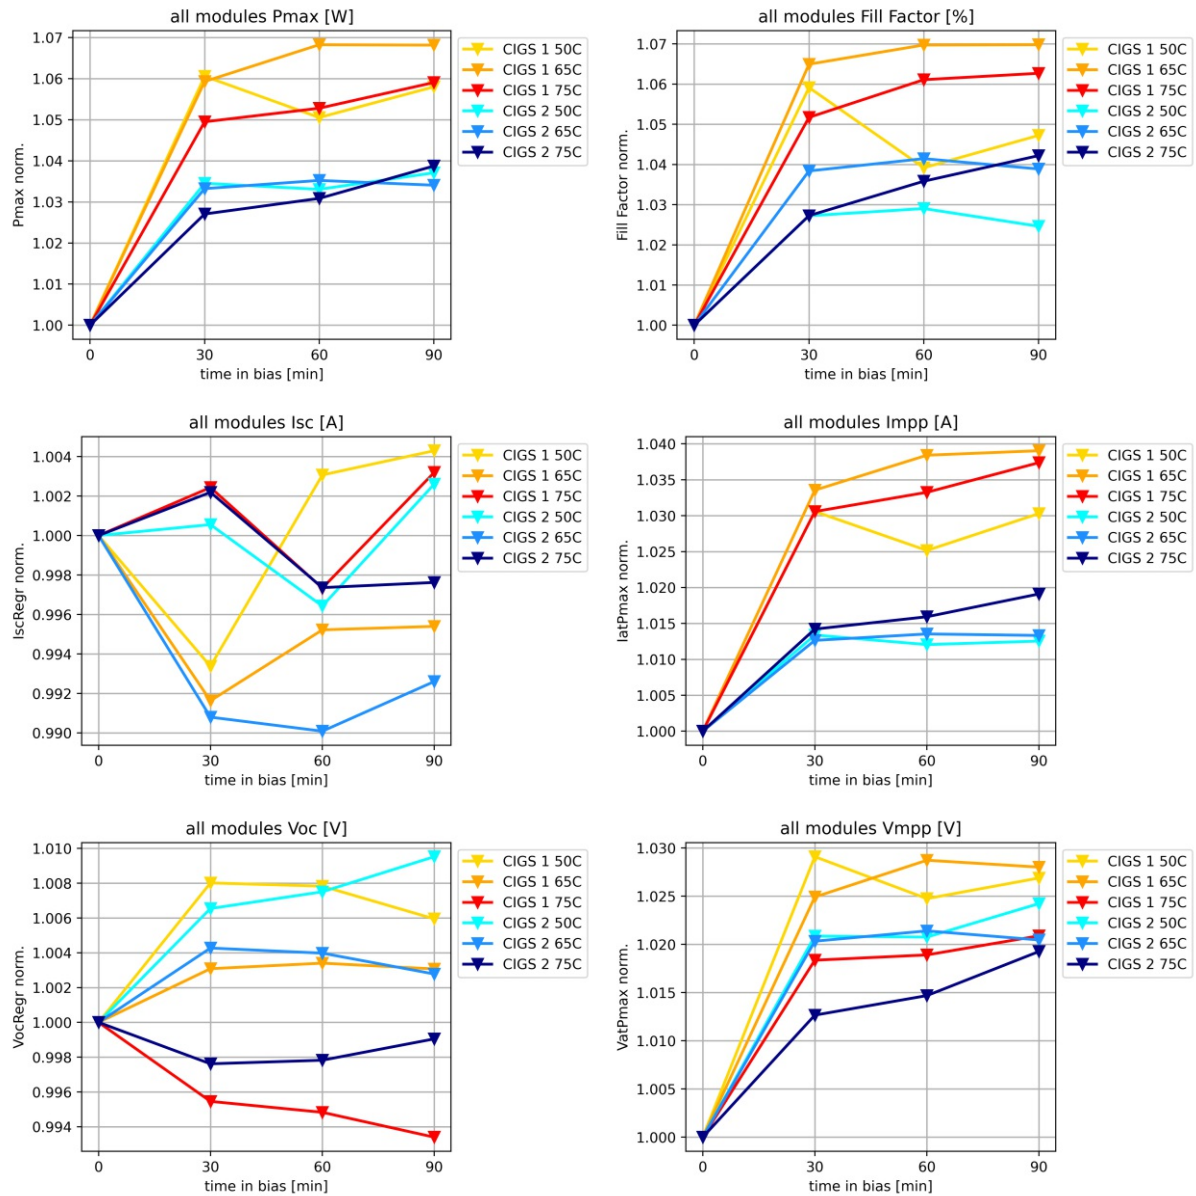 all modules Pmax [W]
Pmax norm.
1.07
1.06
1.05
1.04
1.03
1.02
1.01
1.00
0 30 60 90
time in bias [min]
CIGS 1 50C
CIGS 1 65C
CIGS 1 75C
CIGS 2 50C
CIGS 2 65C
CIGS 2 75C
all modules Fill Factor [%]
Fill Factor norm.
1.07
1.06
1.05
1.04
1.03
1.02
1.01
1.00
0 30 60 90
time in bias [min]
CIGS 1 50C
CIGS 1 65C
CIGS 1 75C
CIGS 2 50C
CIGS 2 65C
CIGS 2 75C
all modules Isc [A]
IscRegr norm.
1.004
1.002
1.000
0.998
0.996
0.994
0.992
0.990
0 30 60 90
time in bias [min]
CIGS 1 50C
CIGS 1 65C
CIGS 1 75C
CIGS 2 50C
CIGS 2 65C
CIGS 2 75C
all modules Impp [A]
IatPmax norm.
1.040
1.035
1.030
1.025
1.020
1.015
1.010
1.005
1.000
0 30 60 90
time in bias [min]
CIGS 1 50C
CIGS 1 65C
CIGS 1 75C
CIGS 2 50C
CIGS 2 65C
CIGS 2 75C
all modules Voc [V]
VocRegr norm.
1.010
1.008
1.006
1.004
1.002
1.000
0.998
0.996
0.994
0 30 60 90
time in bias [min]
CIGS 1 50C
CIGS 1 65C
CIGS 1 75C
CIGS 2 50C
CIGS 2 65C
CIGS 2 75C
all modules Vmpp [V]
VatPmax norm.
1.030
1.025
1.020
1.015
1.010
1.005
1.000
0 30 60 90
time in bias [min]
CIGS 1 50C
CIGS 1 65C
CIGS 1 75C
CIGS 2 50C
CIGS 2 65C
CIGS 2 75C